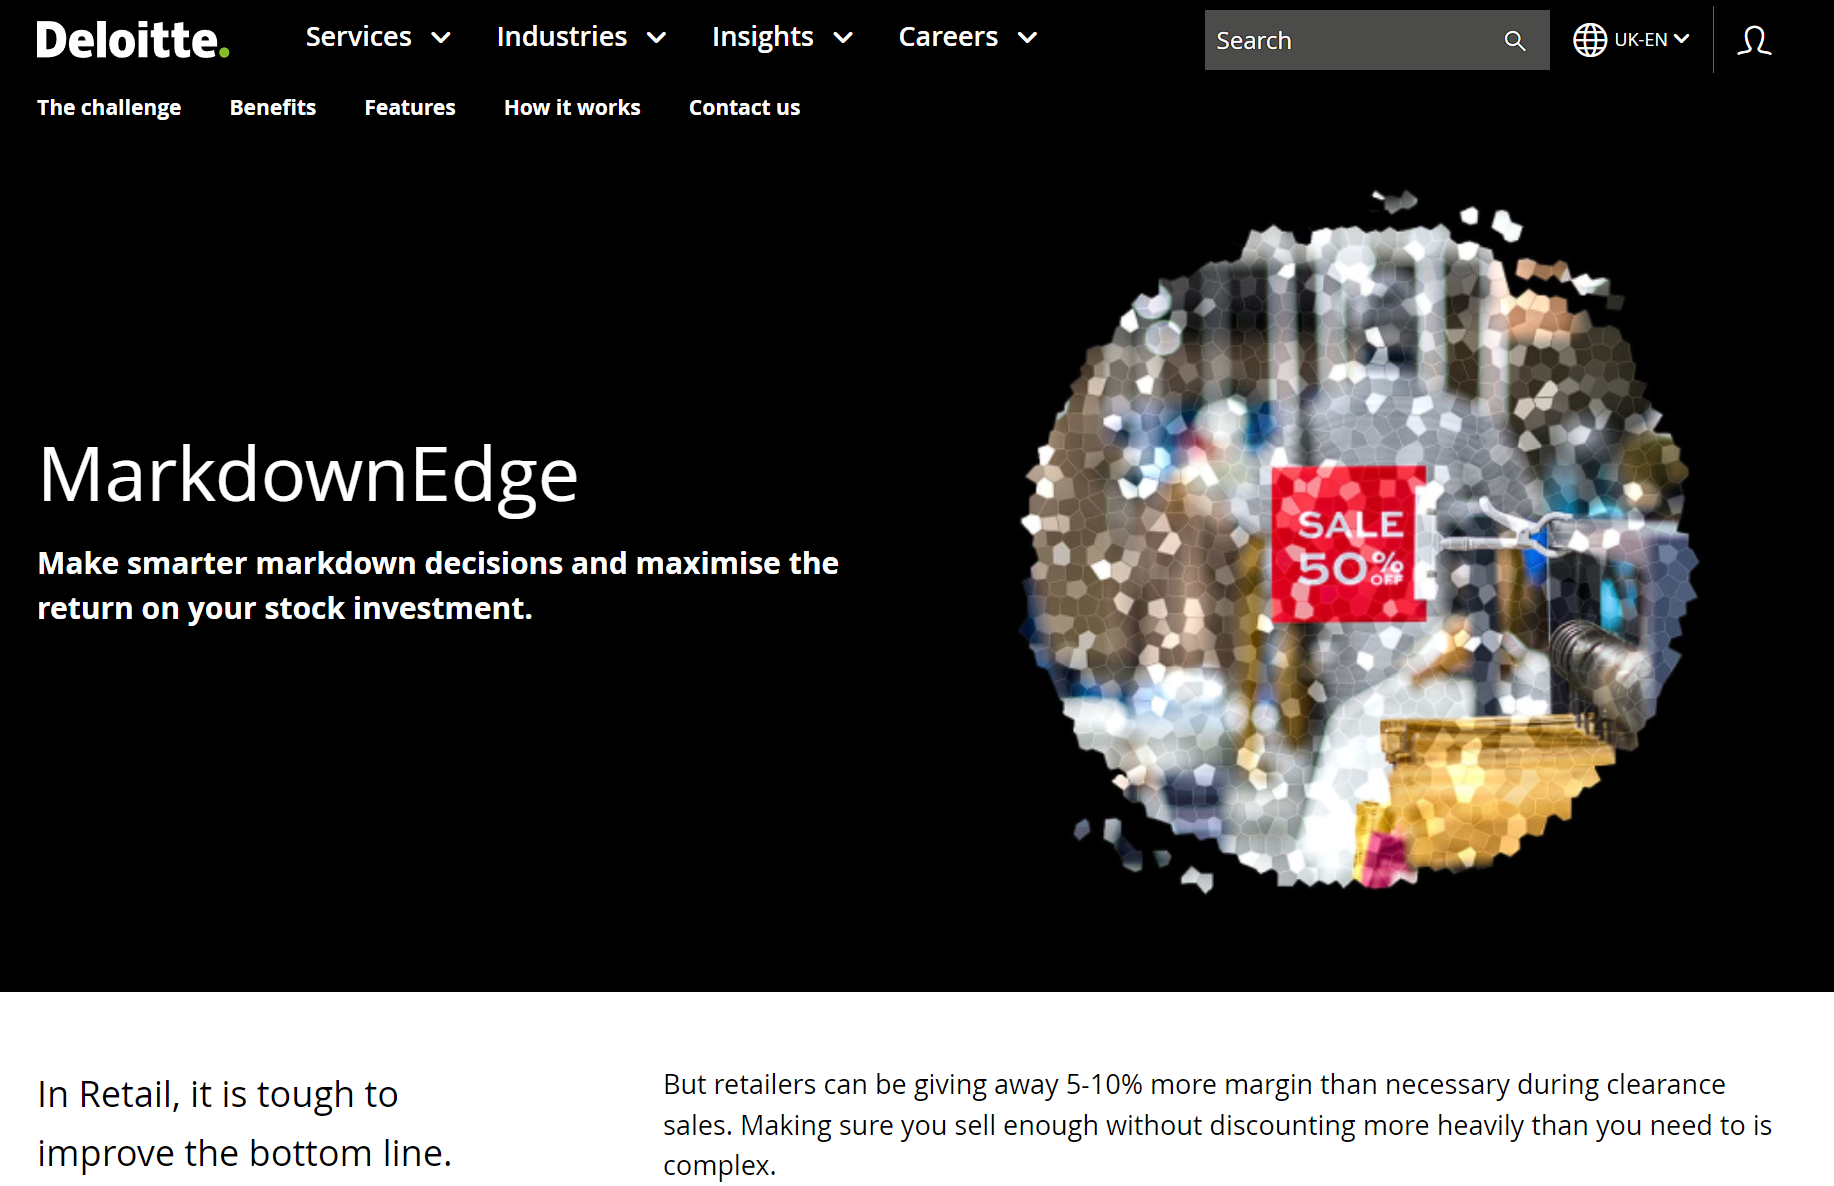 Deloitte.
Services
Industries
Insights
Careers
Search
UK-EN
The challenge
Benefits
Features
How it works
Contact us
MarkdownEdge
Make smarter markdown decisions and maximise the
return on your stock investment.
SALE
50%
OFF
In Retail, it is tough to
improve the bottom line.
But retailers can be giving away 5-10% more margin than necessary during clearance
sales. Making sure you sell enough without discounting more heavily than you need to is
complex.